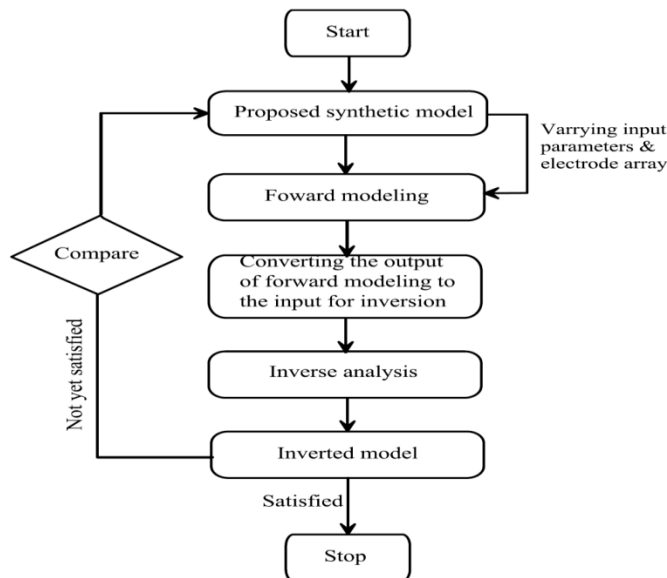 Start
Proposed synthetic model
Varrying input
parameters &
electrode array
Foward modeling
Compare
Converting the output
of forward modeling to
the input for inversion
Inverse analysis
Not yet satisfied
Inverted model
Satisfied
Stop